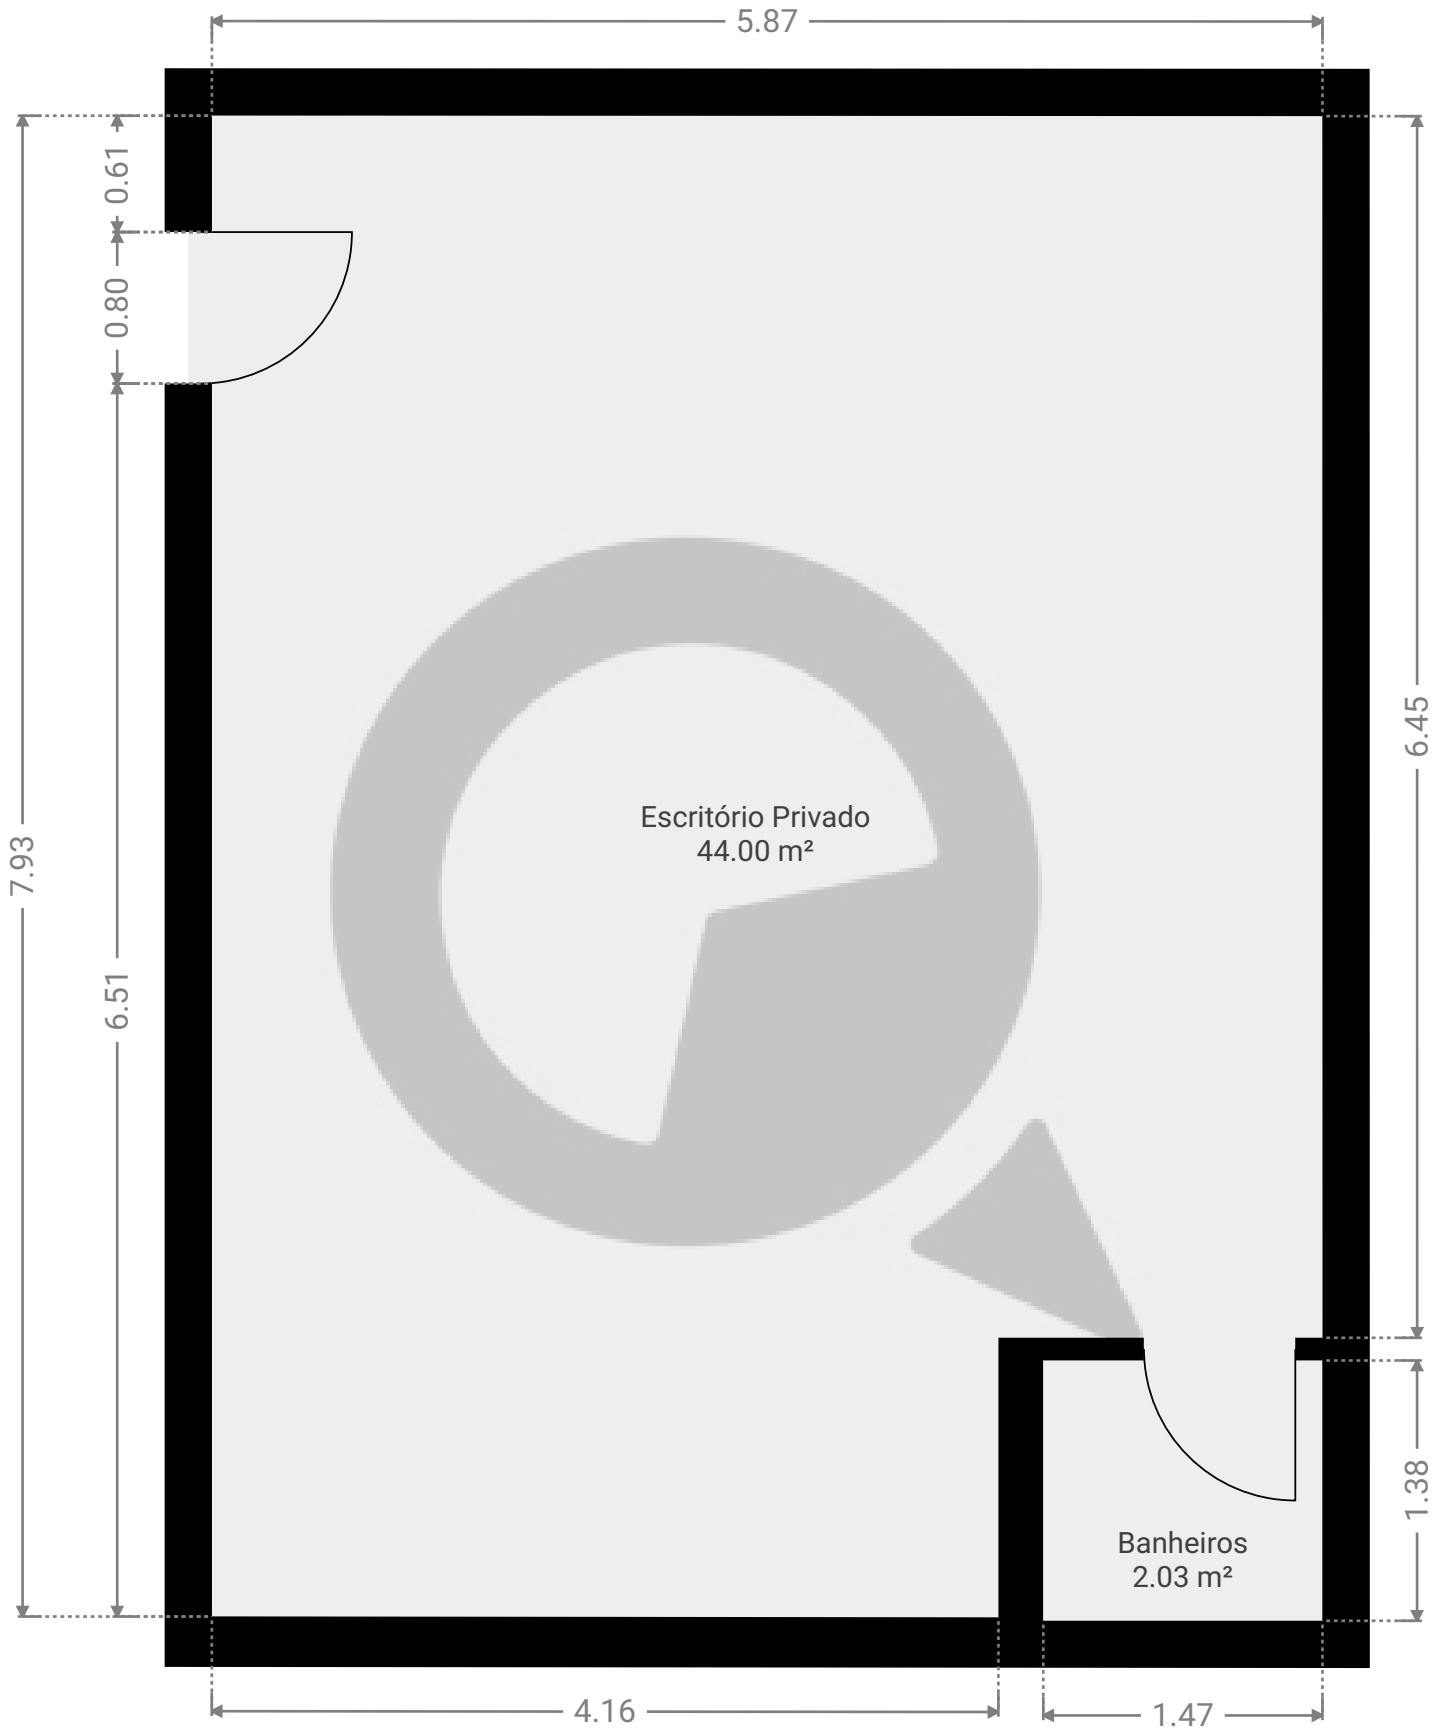 5.87
0.61
0.80
7.93
6.51
6.45
Escritório Privado
44.00 m²
1.38
Banheiros
2.03 m²
4.16
1.47